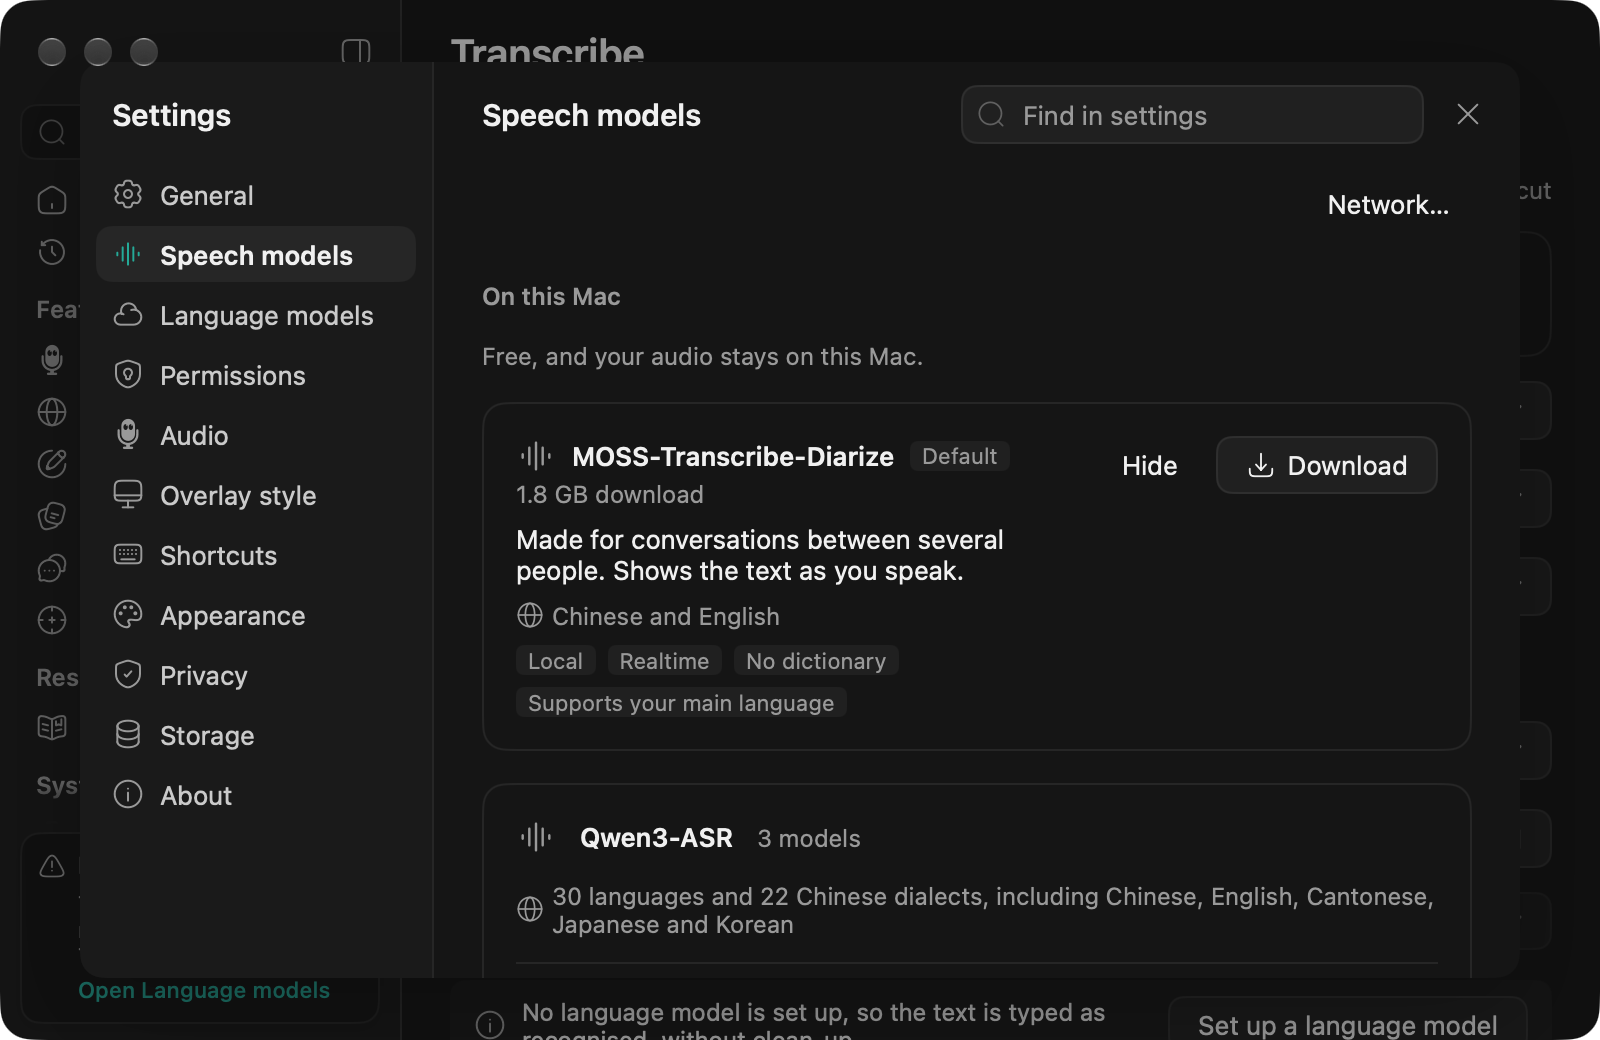 Transcribe
Settings
Speech models
Find in settings
General
Speech models
Language models
Permissions
Audio
Overlay style
Shortcuts
Appearance
Privacy
Storage
About
Network...
On this Mac
Free, and your audio stays on this Mac.
MOSS-Transcribe-Diarize
Default
Hide
Download
1.8 GB download
Made for conversations between several
people. Shows the text as you speak.
Chinese and English
Local
Realtime
No dictionary
Supports your main language
Qwen3-ASR
3 models
30 languages and 22 Chinese dialects, including Chinese, English, Cantonese,
Japanese and Korean
Open Language models
No language model is set up, so the text is typed as
recognised, without clean-up
Set up a language model